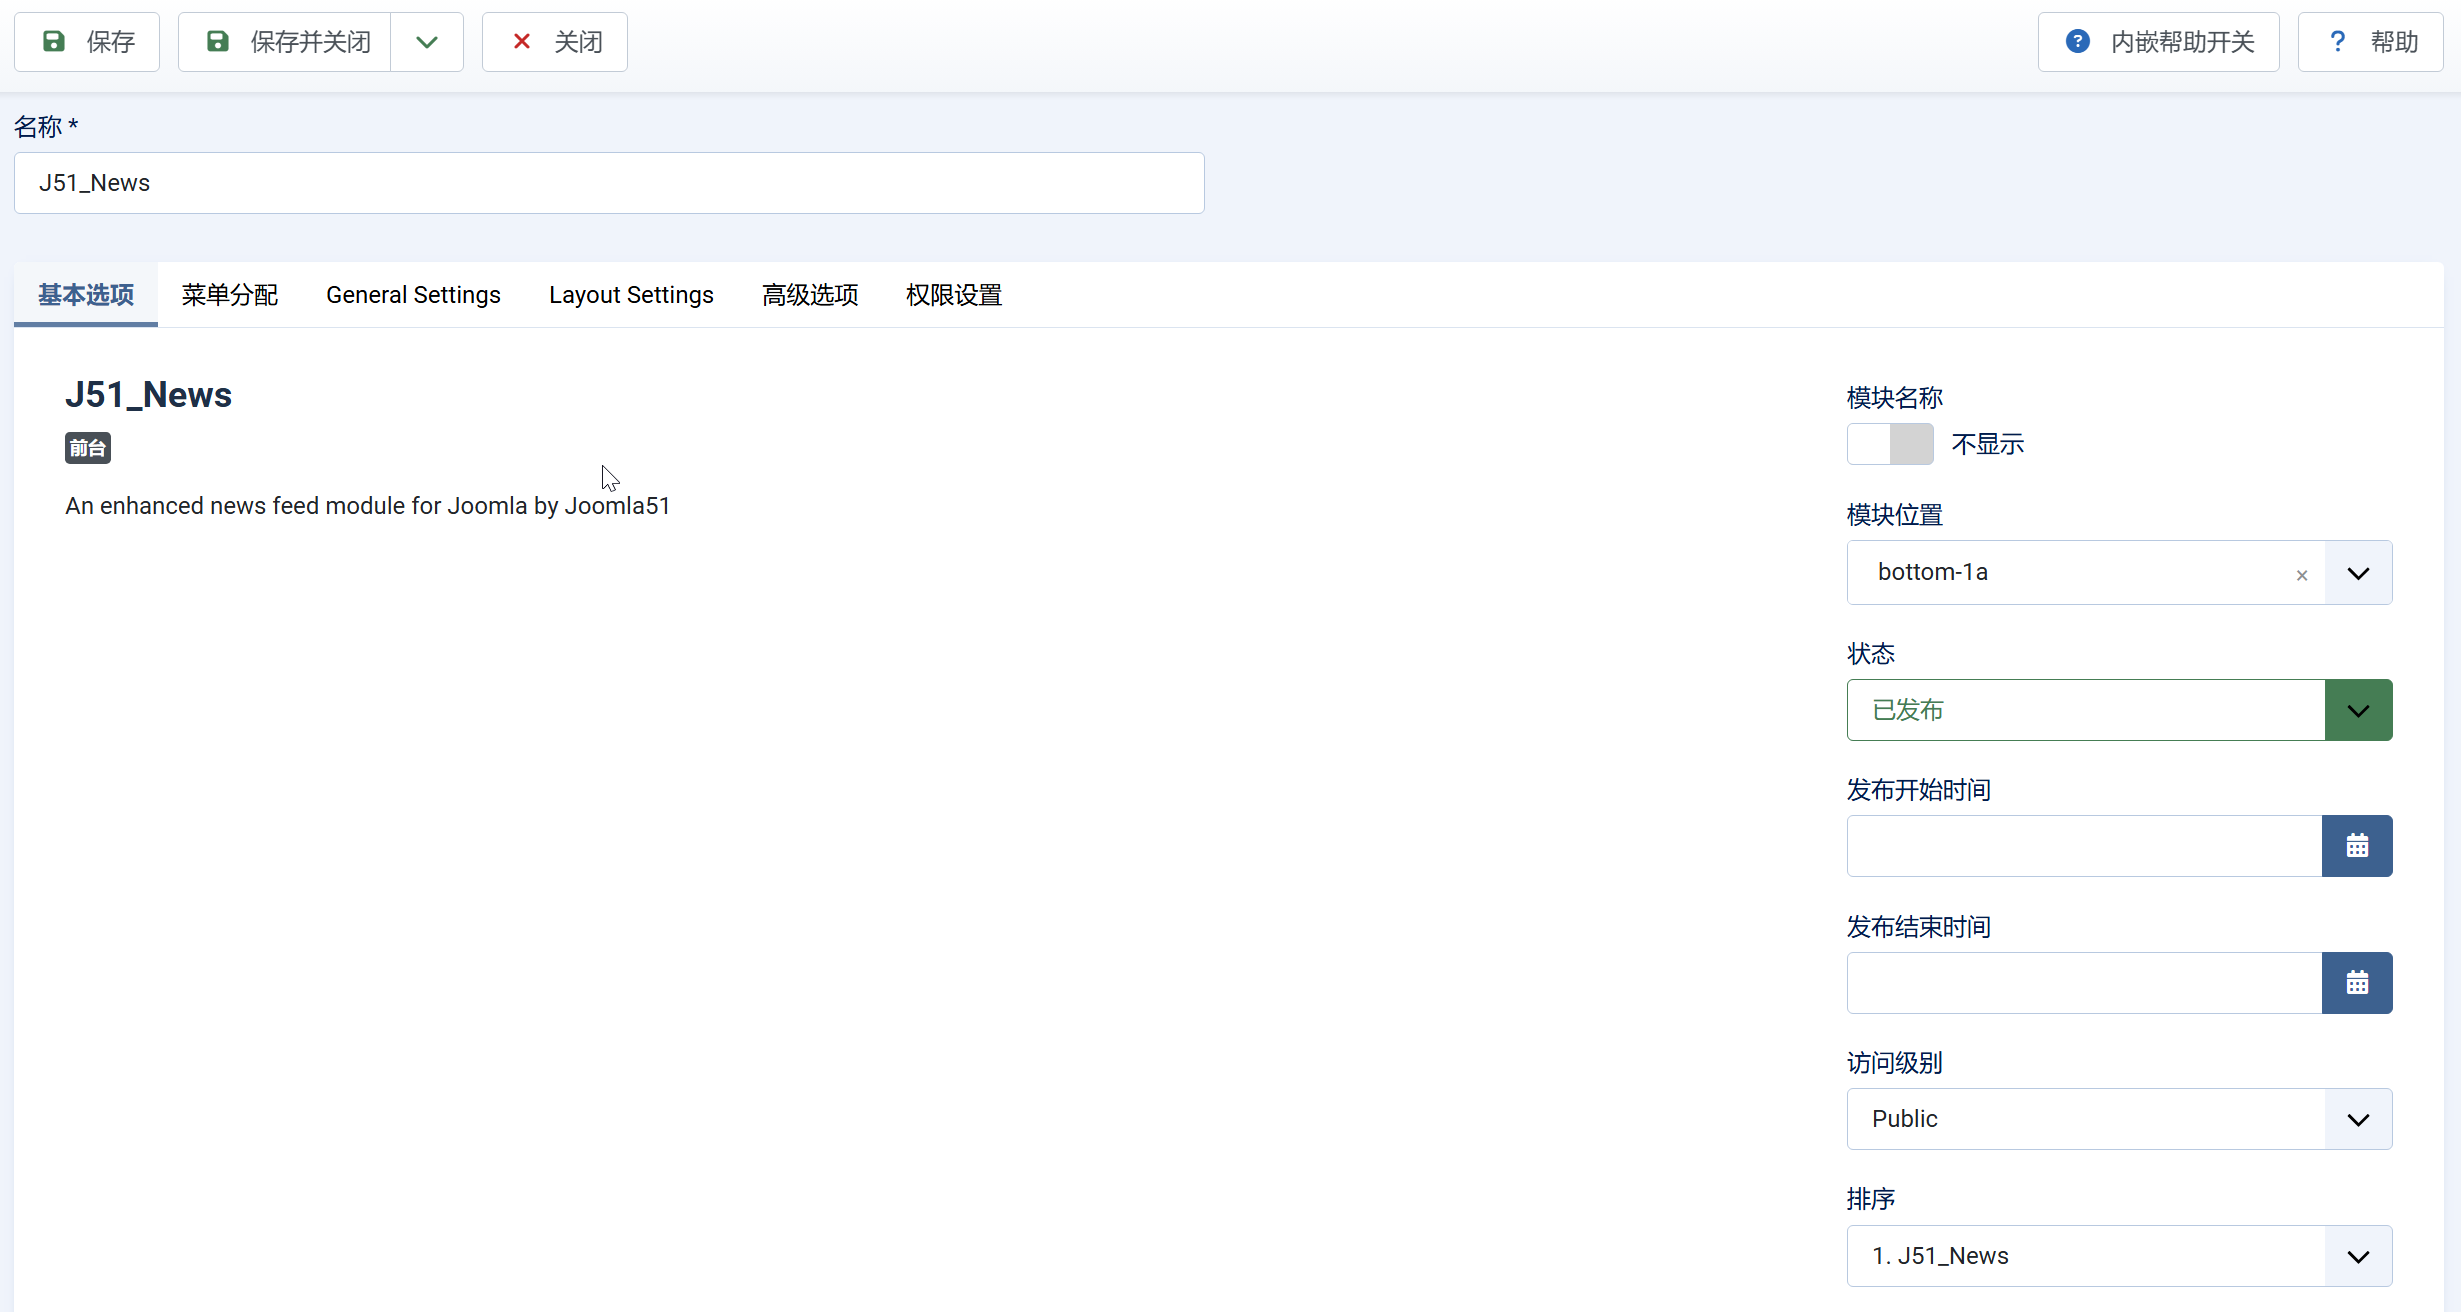 保存
保存并关闭
关闭
内嵌帮助开关
帮助
名称 *
J51_News
基本选项
菜单分配
General Settings
Layout Settings
高级选项
权限设置
J51_News
前台
An enhanced news feed module for Joomla by Joomla51
模块名称
不显示
模块位置
bottom-1a
状态
已发布
发布开始时间
发布结束时间
访问级别
Public
排序
1. J51_News